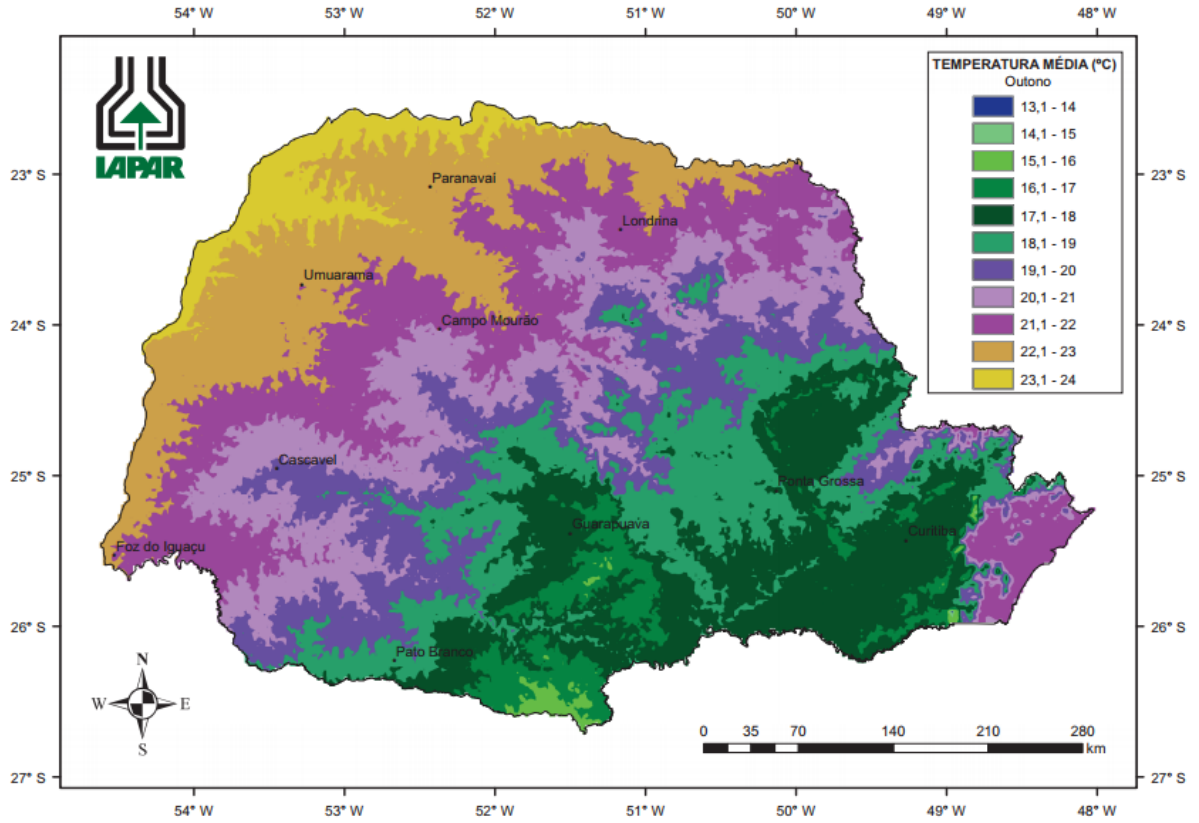 54° W 53° W 52° W 51° W 50° W 49° W 48° W
IAPAR
TEMPERATURA MÉDIA (ºC)
Outono
13,1 - 14
14,1 - 15
15,1 - 16
16,1 - 17
17,1 - 18
18,1 - 19
19,1 - 20
20,1 - 21
21,1 - 22
22,1 - 23
23,1 - 24
23° S 23° S
Paranavaí
Londrina
Umuarama
24° S 24° S
Campo Mourão
Cascavel
25° S 25° S
Ponta Grossa
Guarapuava
Curitiba
Foz do Iguaçu
26° S 26° S
Pato Branco
N
W E
S
0 35 70 140 210 280
km
27° S 27° S
54° W 53° W 52° W 51° W 50° W 49° W 48° W